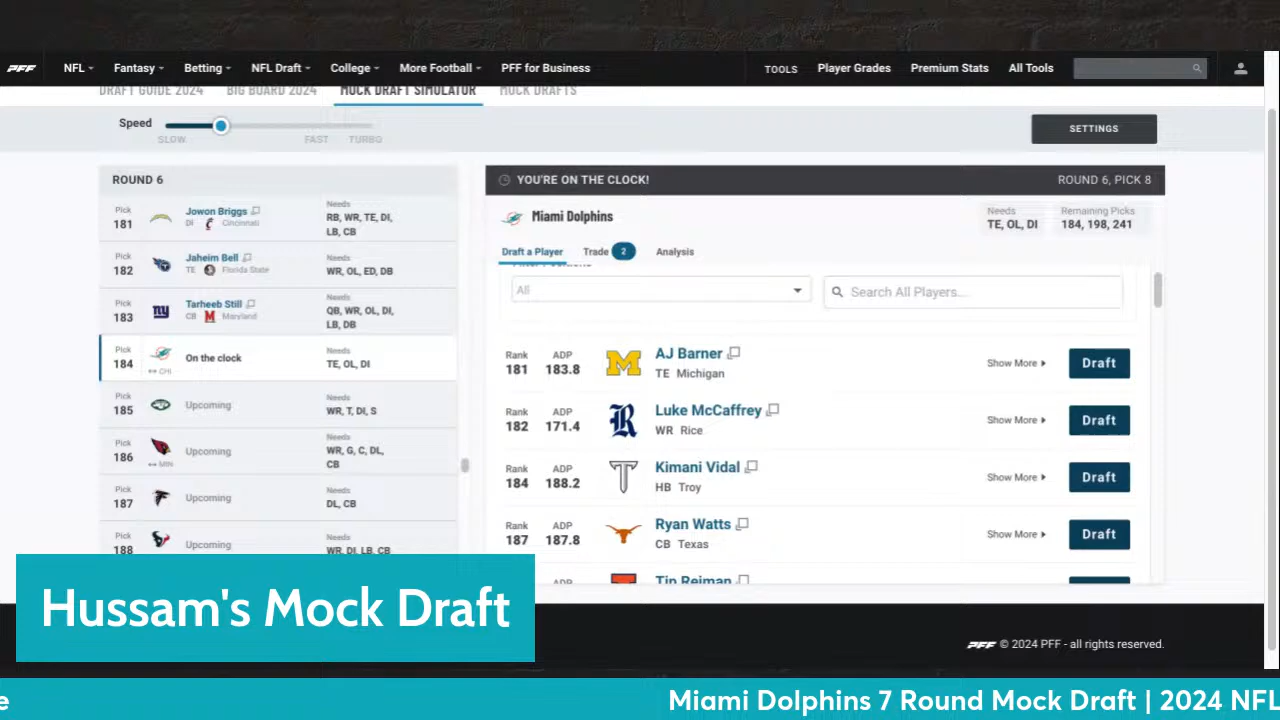 PFF NFL Fantasy Betting NFL Draft College More Football PFF for Business TOOLS Player Grades Premium Stats All Tools
DRAFT GUIDE 2024 BIG BOARD 2024 MOCK DRAFT SIMULATOR MOCK DRAFTS
Speed
SLOW FAST TURBO
SETTINGS
ROUND 6
Pick 181 Jowon Briggs DI Cincinnati Needs RB, WR, TE, DI, LB, CB
Pick 182 Jaheim Bell TE Florida State Needs WR, OL, ED, DB
Pick 183 Tarheeb Still CB Maryland Needs QB, WR, OL, DI, LB, DB
Pick 184 CHI On the clock Needs TE, OL, DI
Pick 185 Upcoming Needs WR, T, DI, S
Pick 186 MIN Upcoming Needs WR, G, C, DL, CB
Pick 187 Upcoming Needs DL, CB
Pick 188 Upcoming Needs WR, DI, LB, CB
YOU'RE ON THE CLOCK! ROUND 6, PICK 8
Miami Dolphins
Needs TE, OL, DI
Remaining Picks 184, 198, 241
Draft a Player Trade 2 Analysis
All
Search All Players...
Rank 181 ADP 183.8 AJ Barner TE Michigan Show More Draft
Rank 182 ADP 171.4 Luke McCaffrey WR Rice Show More Draft
Rank 184 ADP 188.2 Kimani Vidal HB Troy Show More Draft
Rank 187 ADP 187.8 Ryan Watts CB Texas Show More Draft
ADP Tip Reiman
Hussam's Mock Draft
PFF © 2024 PFF - all rights reserved.
e Miami Dolphins 7 Round Mock Draft | 2024 NFL